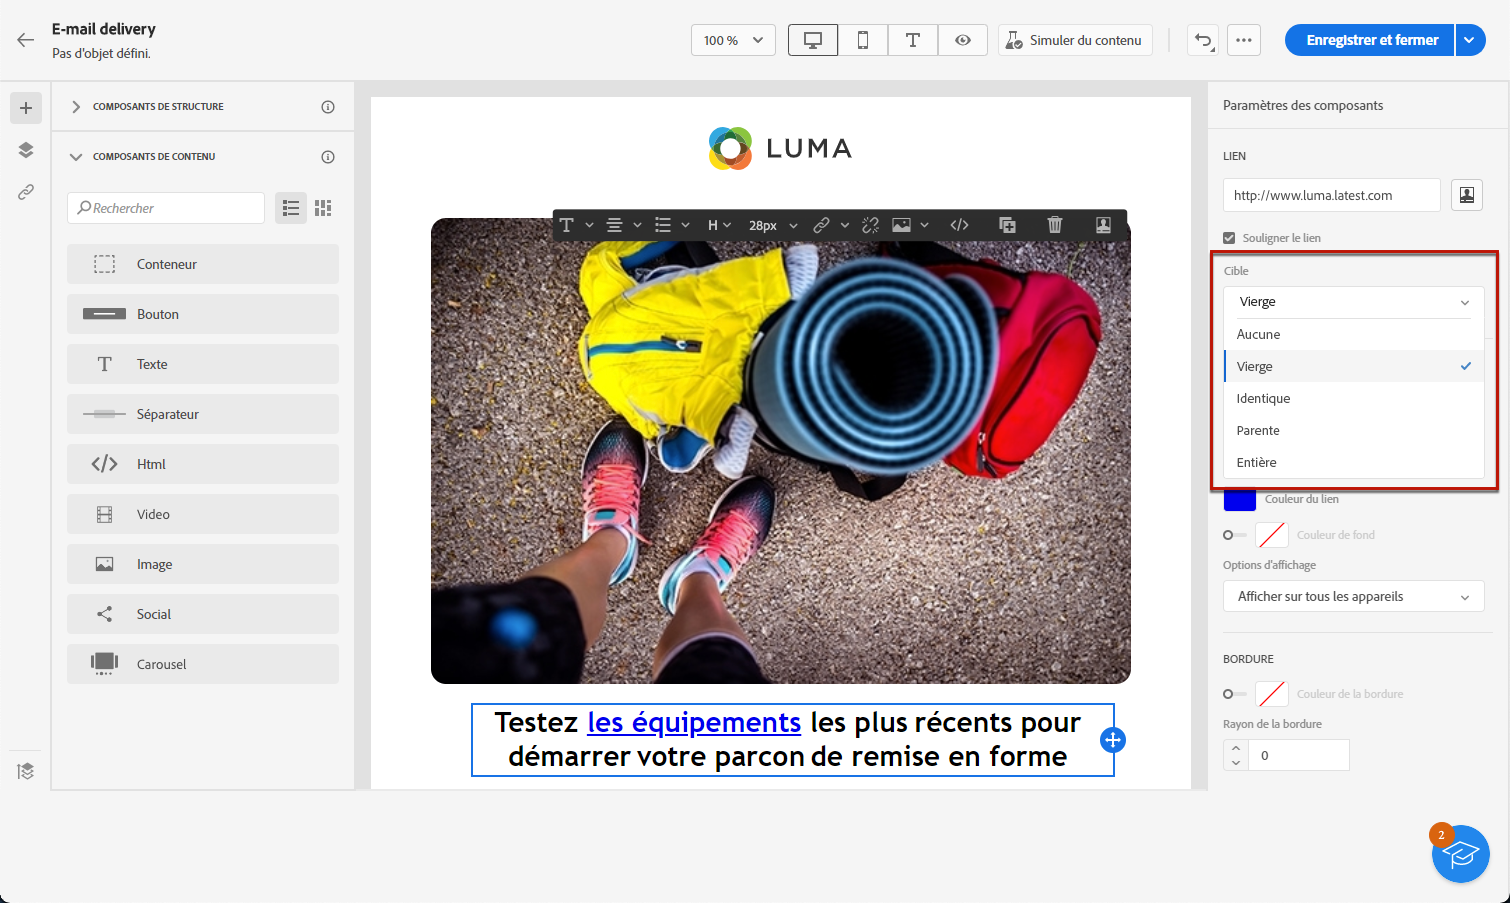 E-mail delivery
Pas d'objet défini.
100 %
Simuler du contenu
Enregistrer et fermer
COMPOSANTS DE STRUCTURE
COMPOSANTS DE CONTENU
Rechercher
Conteneur
Bouton
Texte
Séparateur
Html
Video
Image
Social
Carousel
LUMA
H
28px
Testez les équipements les plus récents pour
démarrer votre parcon de remise en forme
Paramètres des composants
LIEN
http://www.luma.latest.com
Souligner le lien
Cible
Vierge
Aucune
Vierge
Identique
Parente
Entière
Couleur du lien
Couleur de fond
Options d'affichage
Afficher sur tous les appareils
BORDURE
Couleur de la bordure
Rayon de la bordure
0
2